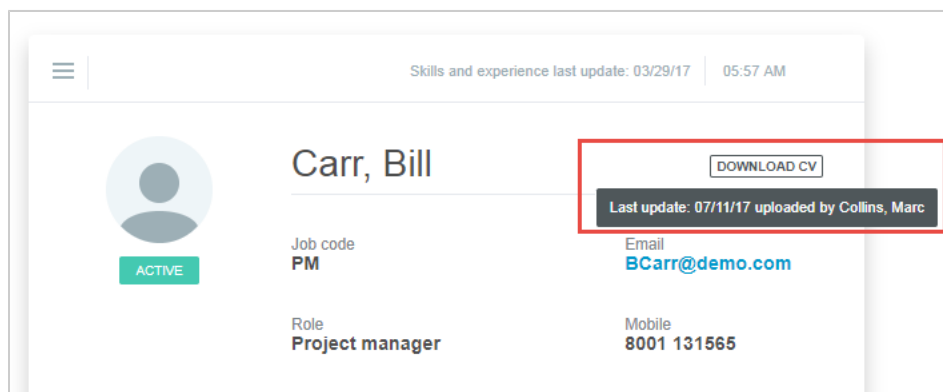 Skills and experience last update: 03/29/17 05:57 AM
Carr, Bill
DOWNLOAD CV
Last update: 07/11/17 uploaded by Collins, Marc
ACTIVE
Job code
PM
Email
BCarr@demo.com
Role
Project manager
Mobile
8001 131565